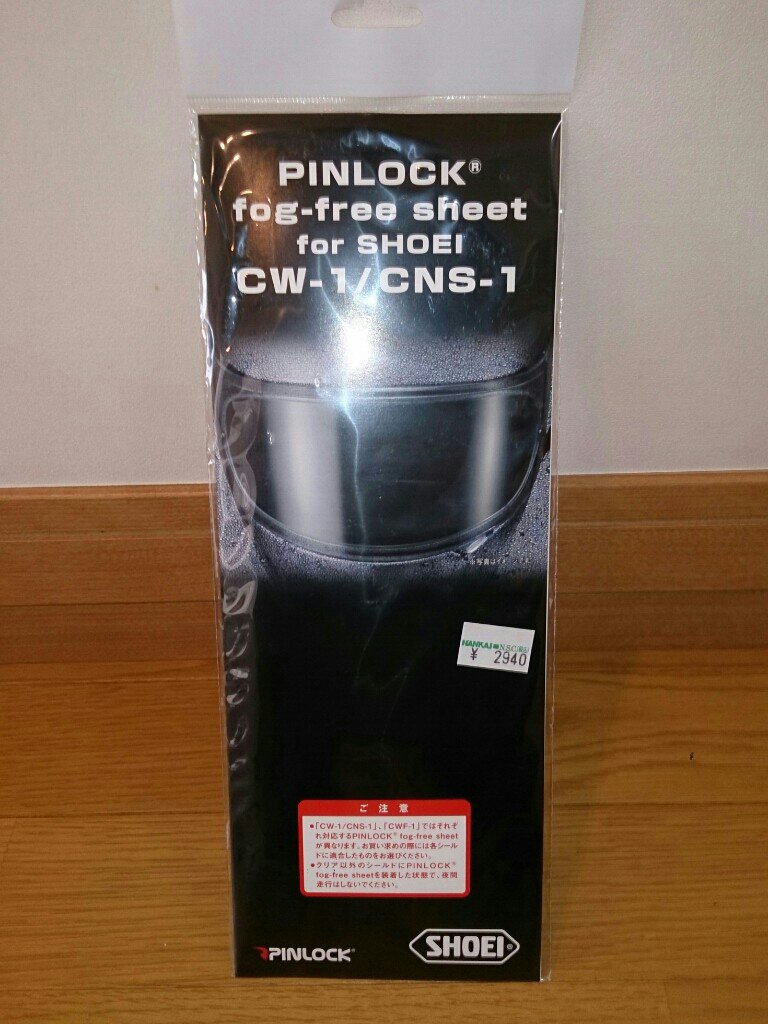 PINLOCK®
fog-free sheet
for SHOEI
CW-1/CNS-1
※写真は
HANKAI NSC
¥ 2940
ご注意
●「CW-1/CNS-1」、「CWF-1」ではそれぞ
れ対応するPINLOCK® fog-free sheet
が異なります。お買い求めの際には各シール
ドに適合したものをお選びください。
●クリア以外のシールドにPINLOCK®
fog-free sheetを装着した状態で、夜間
走行はしないでください。
PINLOCK®
SHOEI®